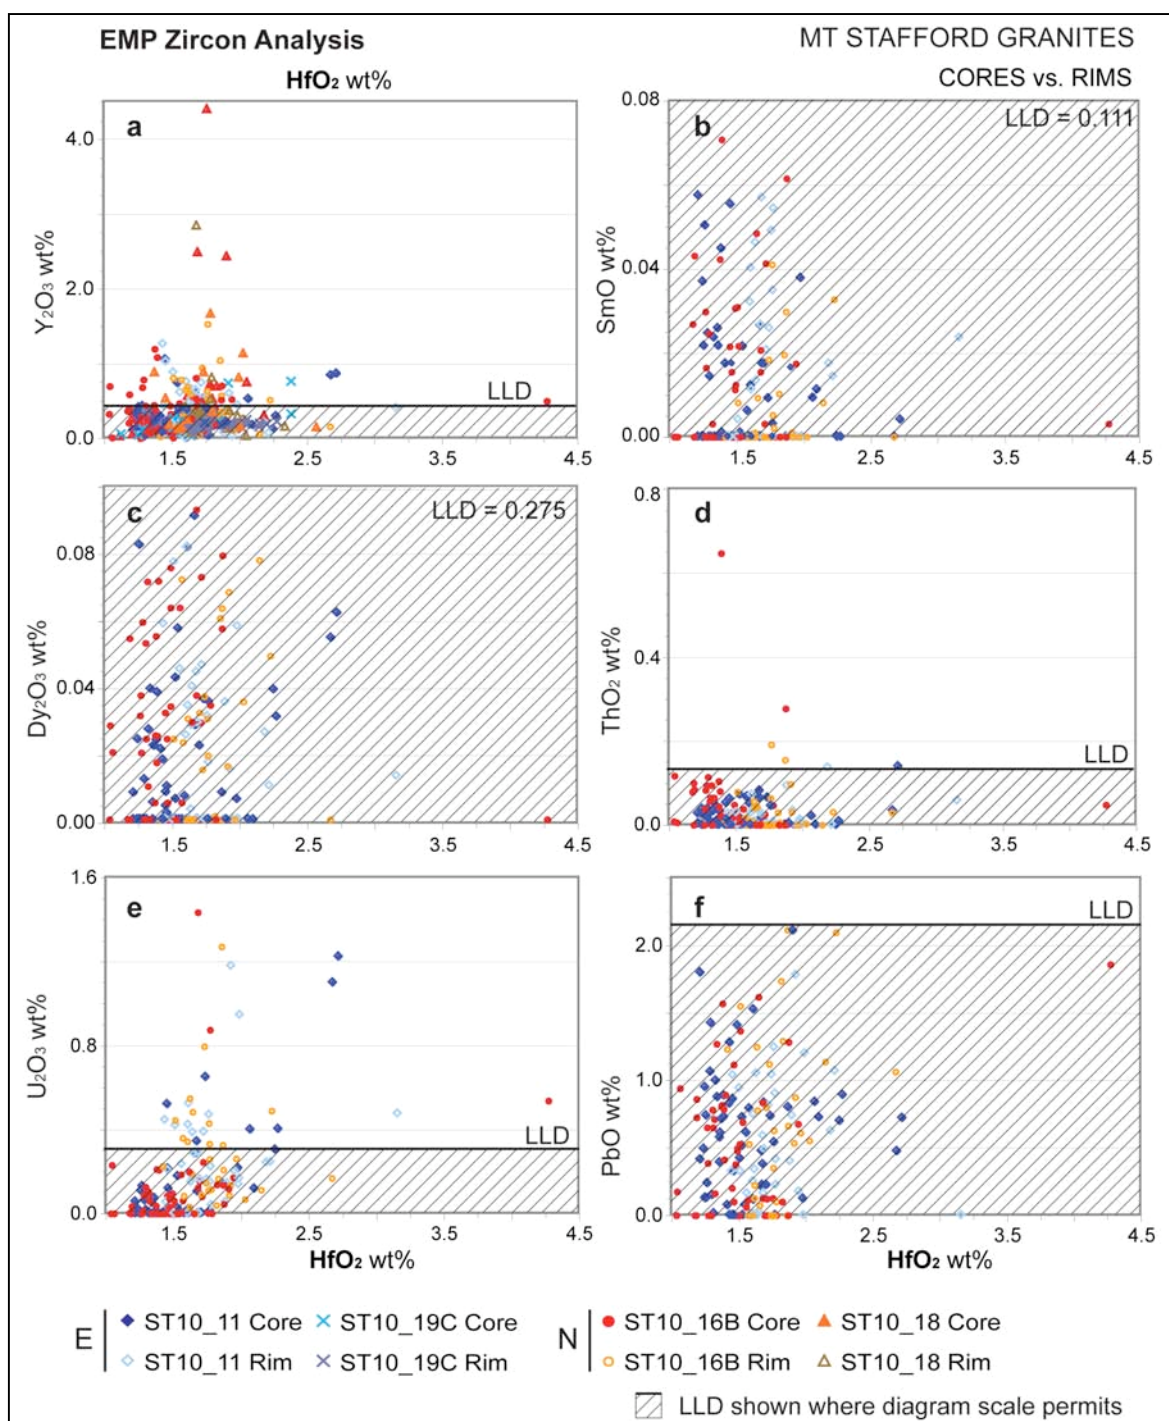 EMP Zircon Analysis MT STAFFORD GRANITES
HfO₂ wt% CORES vs. RIMS
a
Y₂O₃ wt%
4.0
2.0
0.0
LLD
1.5 2.5 3.5 4.5
b
LLD = 0.111
SmO wt%
0.08
0.04
0.00
1.5 2.5 3.5 4.5
c
LLD = 0.275
Dy₂O₃ wt%
0.08
0.04
0.00
1.5 2.5 3.5 4.5
d
ThO₂ wt%
0.8
0.4
0.0
LLD
1.5 2.5 3.5 4.5
e
U₂O₃ wt%
1.6
0.8
0.0
LLD
1.5 2.5 3.5 4.5
HfO₂ wt%
f
LLD
PbO wt%
2.0
1.0
0.0
1.5 2.5 3.5 4.5
HfO₂ wt%
E
ST10_11 Core ST10_19C Core
ST10_11 Rim ST10_19C Rim
N
ST10_16B Core ST10_18 Core
ST10_16B Rim ST10_18 Rim
LLD shown where diagram scale permits